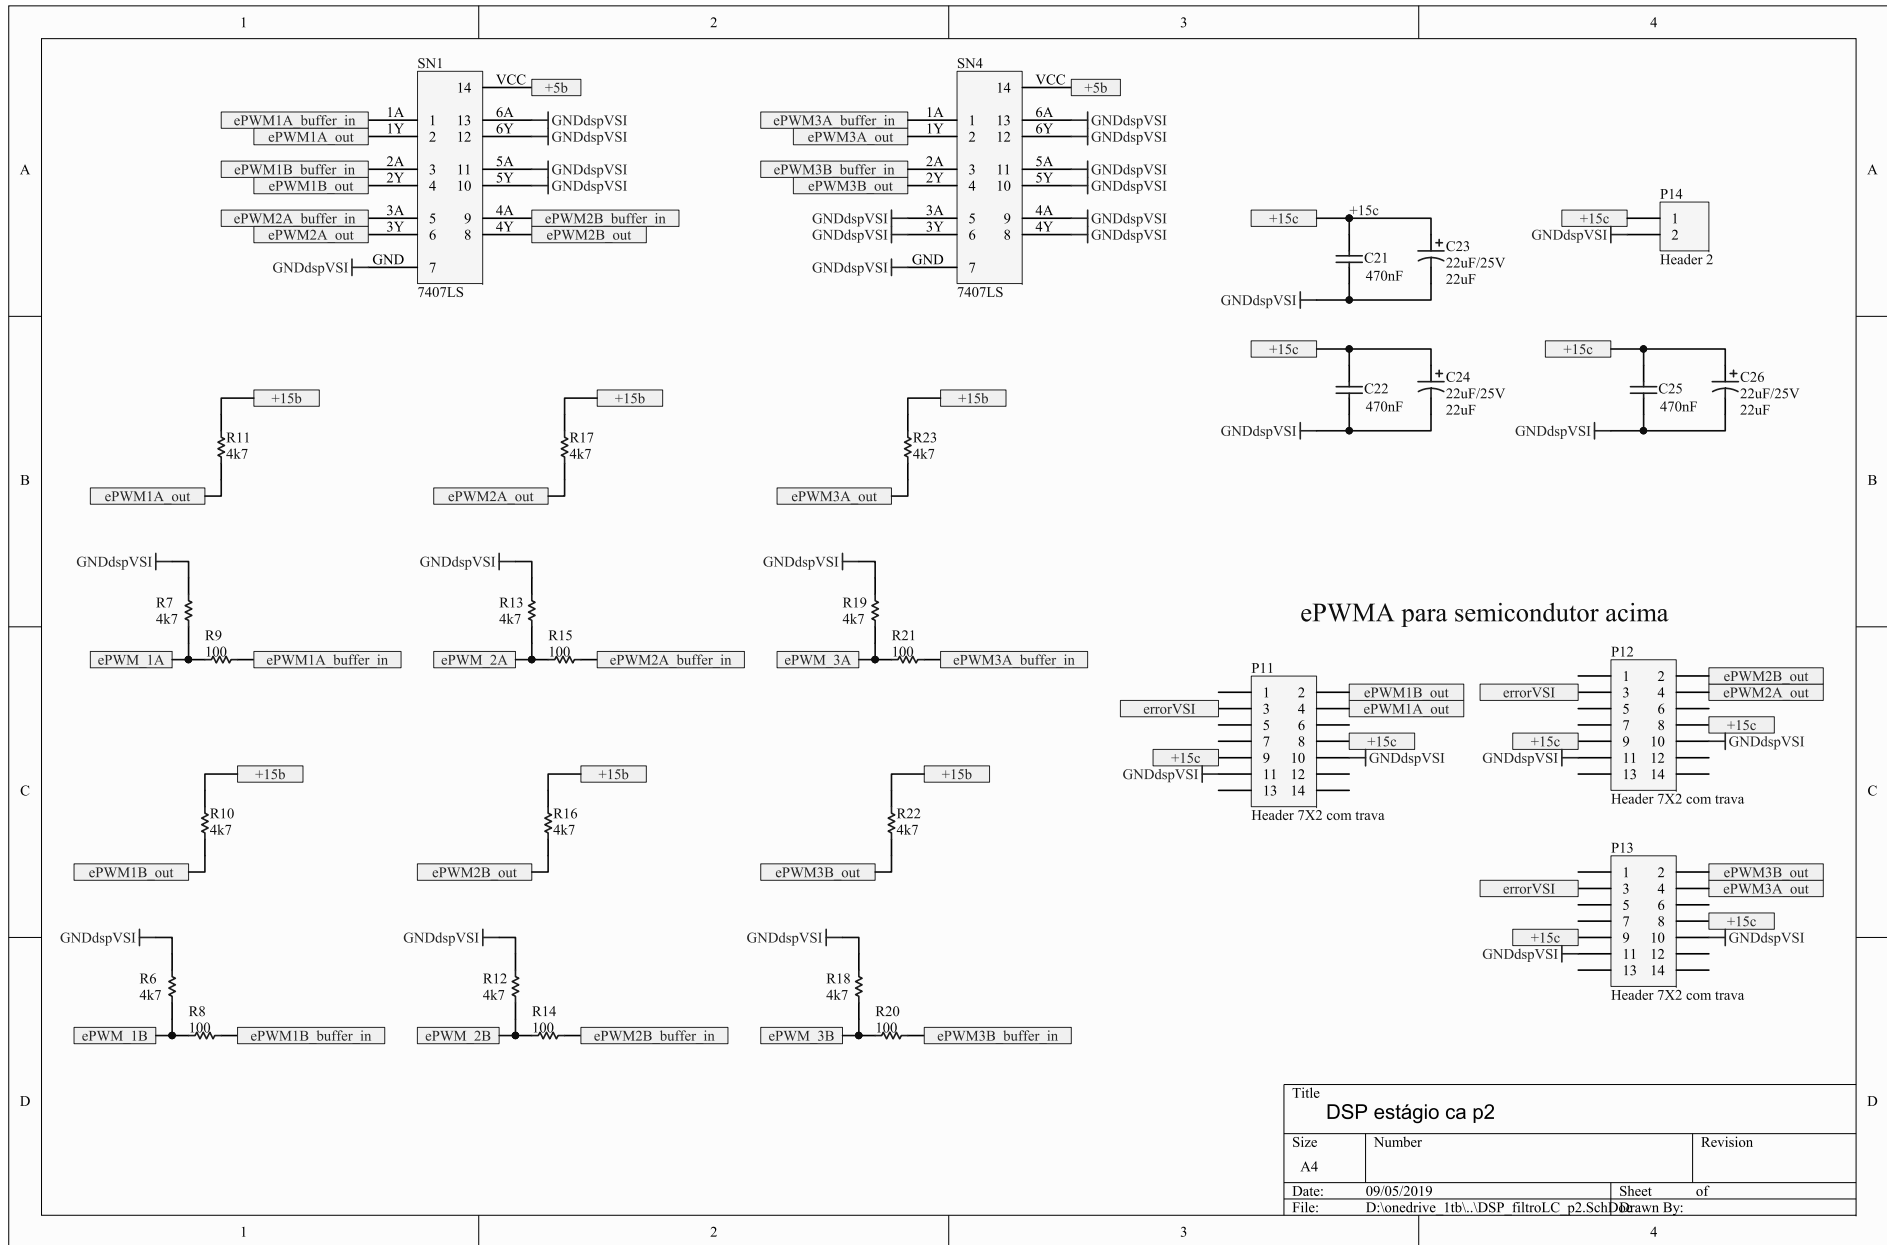 1 2 3 4
A
A
B
B
C
C
D
D
SN1
14 VCC +5b
ePWM1A_buffer_in 1A 1 13 6A GNDdspVSI
ePWM1A_out 1Y 2 12 6Y GNDdspVSI
ePWM1B_buffer_in 2A 3 11 5A GNDdspVSI
ePWM1B_out 2Y 4 10 5Y GNDdspVSI
ePWM2A_buffer_in 3A 5 9 4A ePWM2B_buffer_in
ePWM2A_out 3Y 6 8 4Y ePWM2B_out
GNDdspVSI GND 7
7407LS
SN4
14 VCC +5b
ePWM3A_buffer_in 1A 1 13 6A GNDdspVSI
ePWM3A_out 1Y 2 12 6Y GNDdspVSI
ePWM3B_buffer_in 2A 3 11 5A GNDdspVSI
ePWM3B_out 2Y 4 10 5Y GNDdspVSI
GNDdspVSI 3A 5 9 4A GNDdspVSI
GNDdspVSI 3Y 6 8 4Y GNDdspVSI
GNDdspVSI GND 7
7407LS
+15c +15c
C21
470nF
+ C23
22uF/25V
22uF
GNDdspVSI
P14
+15c 1
GNDdspVSI 2
Header 2
+15c
C22
470nF
+ C24
22uF/25V
22uF
GNDdspVSI
+15c
C25
470nF
+ C26
22uF/25V
22uF
GNDdspVSI
+15b
R11
4k7
ePWM1A_out
+15b
R17
4k7
ePWM2A_out
+15b
R23
4k7
ePWM3A_out
GNDdspVSI
R7
4k7
R9
100
ePWM_1A ePWM1A_buffer_in
GNDdspVSI
R13
4k7
R15
100
ePWM_2A ePWM2A_buffer_in
GNDdspVSI
R19
4k7
R21
100
ePWM_3A ePWM3A_buffer_in
+15b
R10
4k7
ePWM1B_out
+15b
R16
4k7
ePWM2B_out
+15b
R22
4k7
ePWM3B_out
GNDdspVSI
R6
4k7
R8
100
ePWM_1B ePWM1B_buffer_in
GNDdspVSI
R12
4k7
R14
100
ePWM_2B ePWM2B_buffer_in
GNDdspVSI
R18
4k7
R20
100
ePWM_3B ePWM3B_buffer_in
ePWMA para semicondutor acima
P11
1 2 ePWM1B_out
errorVSI 3 4 ePWM1A_out
5 6
7 8 +15c
+15c 9 10 GNDdspVSI
GNDdspVSI 11 12
13 14
Header 7X2 com trava
P12
1 2 ePWM2B_out
errorVSI 3 4 ePWM2A_out
5 6
7 8 +15c
+15c 9 10 GNDdspVSI
GNDdspVSI 11 12
13 14
Header 7X2 com trava
P13
1 2 ePWM3B_out
errorVSI 3 4 ePWM3A_out
5 6
7 8 +15c
+15c 9 10 GNDdspVSI
GNDdspVSI 11 12
13 14
Header 7X2 com trava
Title
DSP estágio ca p2
Size Number Revision
A4
Date: 09/05/2019 Sheet of
File: D:\onedrive_1tb\..\DSP_filtroLC_p2.SchDoc Drawn By:
1 2 3 4